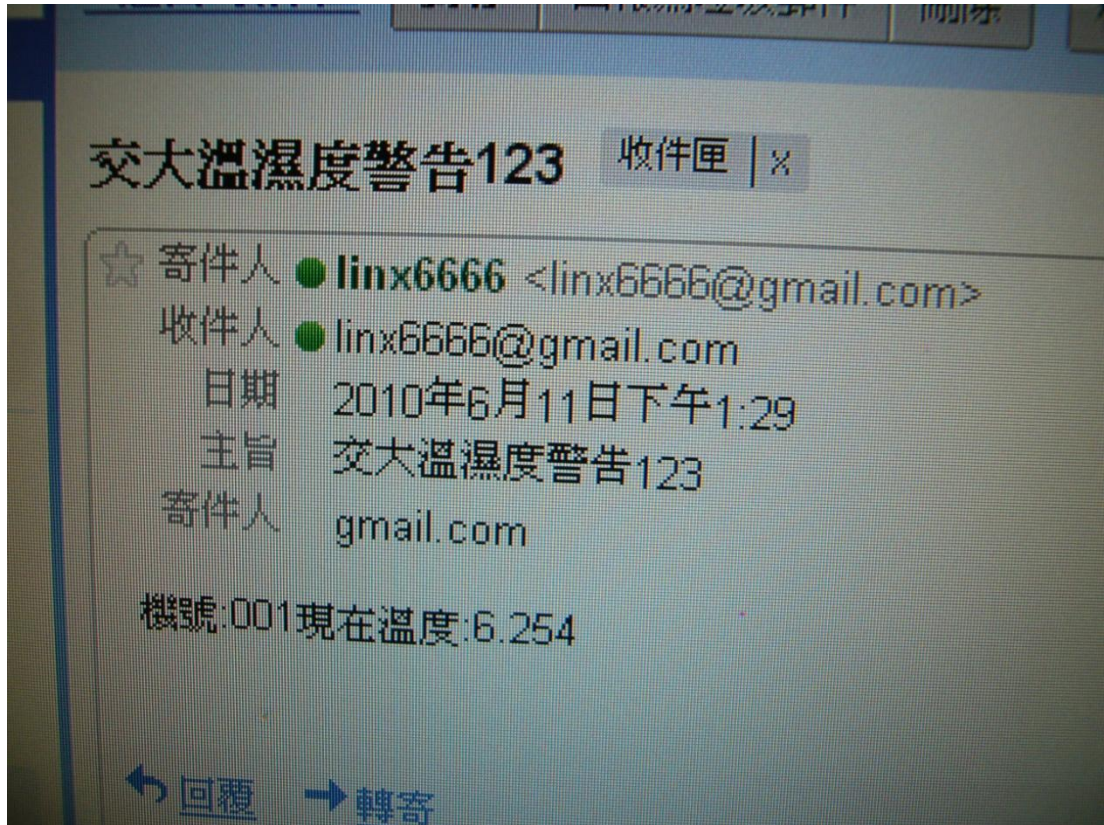 刪除
交大溫濕度警告123 收件匣 | x
寄件人 linx6666 <linx6666@gmail.com>
收件人 linx6666@gmail.com
日期 2010年6月11日下午1:29
主旨 交大溫濕度警告123
寄件人 gmail.com
機號:001現在溫度:6.254
回覆 轉寄